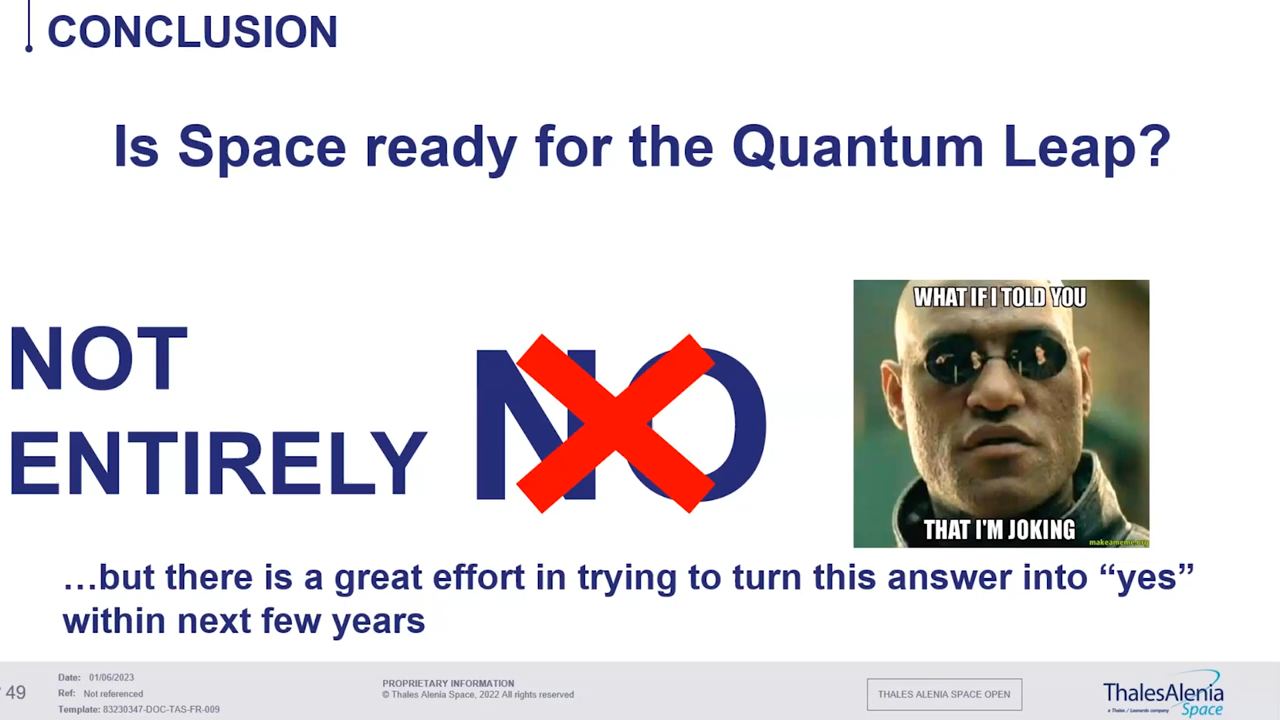 CONCLUSION
Is Space ready for the Quantum Leap?
NOT
ENTIRELY
NO
WHAT IF I TOLD YOU
THAT I'M JOKING
makeameme.org
…but there is a great effort in trying to turn this answer into “yes”
within next few years
49
Date: 01/06/2023
Ref: Not referenced
Template: 83230347-DOC-TAS-FR-009
PROPRIETARY INFORMATION
© Thales Alenia Space, 2022 All rights reserved
THALES ALENIA SPACE OPEN
ThalesAlenia
a Thales / Leonardo company
Space